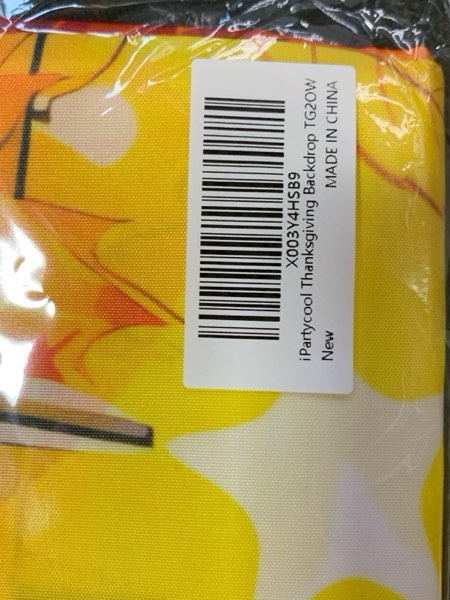 X003Y4HSB9
iPartycool Thanksgiving Backdrop TG20W
New
MADE IN CHINA